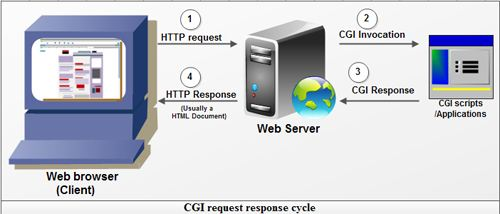 1
HTTP request
2
CGI Invocation
4
HTTP Response
(Usually a
HTML Document)
3
CGI Response
Web Server
CGI scripts
/Applications
Web browser
(Client)
CGI request response cycle